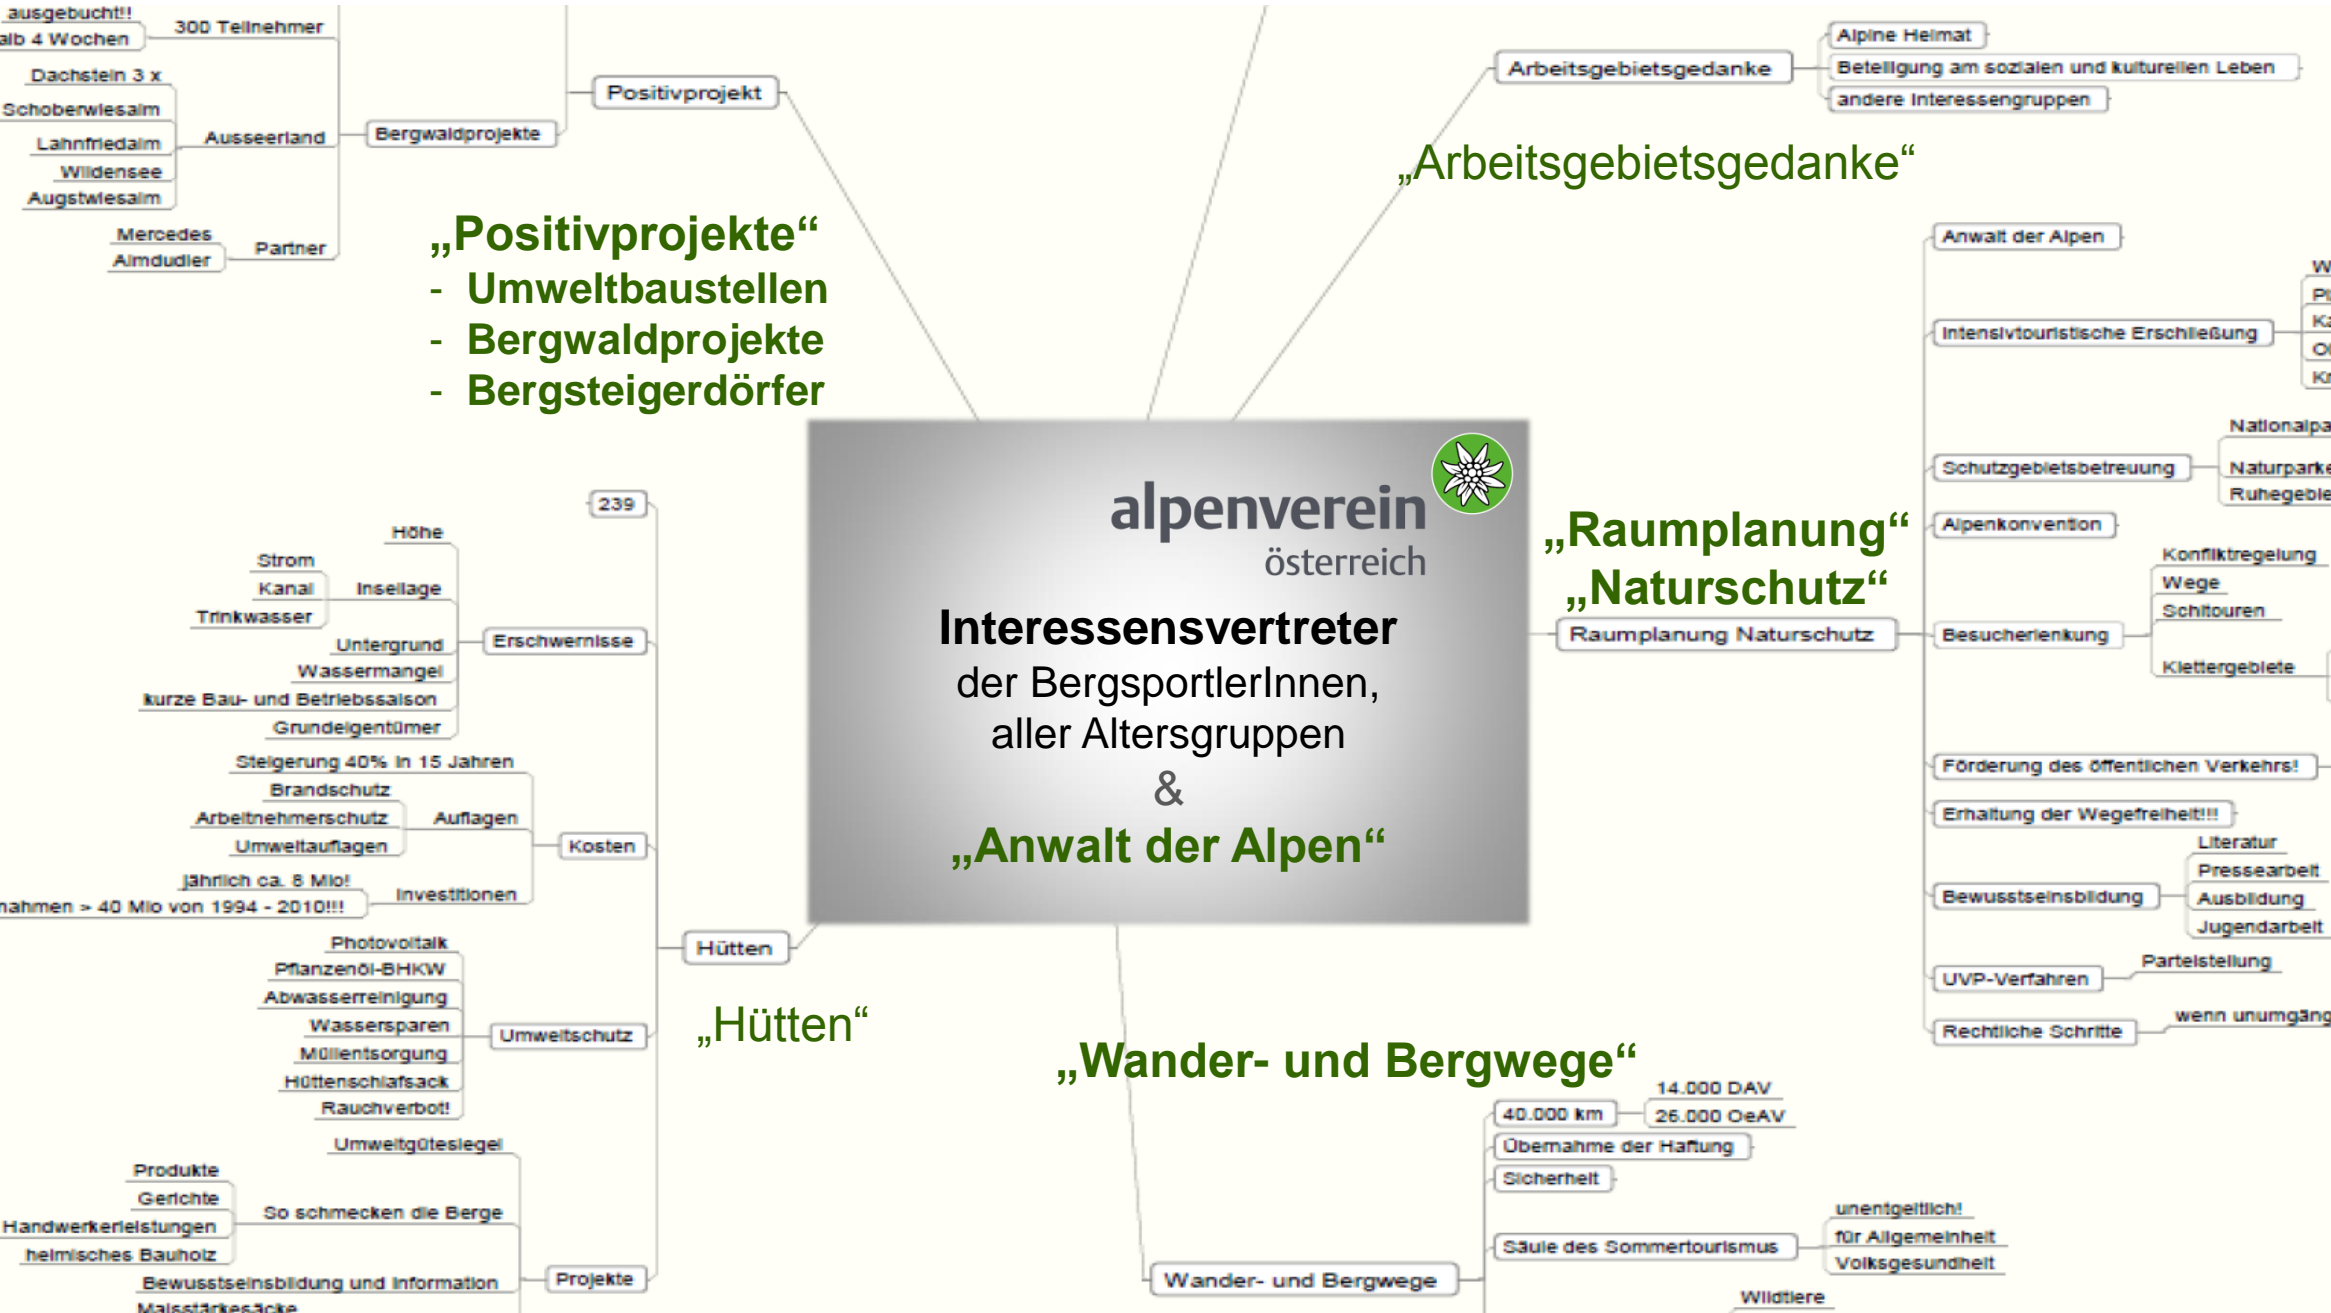 ausgebucht!!
4 Wochen
300 Teilnehmer
Dachstein 3 x
Schoberwiesalm
Lahnfriedalm
Wildensee
Augstwiesalm
Ausseerland
Mercedes
Almdudler
Partner
Bergwaldprojekte
Positivprojekt
„Positivprojekte“
- Umweltbaustellen
- Bergwaldprojekte
- Bergsteigerdörfer
Arbeitsgebietsgedanke
Alpine Heimat
Beteiligung am sozialen und kulturellen Leben
andere Interessengruppen
„Arbeitsgebietsgedanke“
alpenverein
österreich
Interessensvertreter
der BergsportlerInnen,
aller Altersgruppen
&
„Anwalt der Alpen“
„Raumplanung“
„Naturschutz“
Raumplanung Naturschutz
Anwalt der Alpen
Intensivtouristische Erschließung
Schutzgebietsbetreuung
Naturparke
Alpenkonvention
Besucherlenkung
Konfliktregelung
Wege
Schitouren
Klettergebiete
Förderung des öffentlichen Verkehrs!
Erhaltung der Wegefreiheit!!!
Bewusstseinsbildung
Literatur
Pressearbeit
Ausbildung
Jugendarbeit
UVP-Verfahren
Parteistellung
Rechtliche Schritte
wenn
239
Höhe
Strom
Kanal
Trinkwasser
Insellage
Untergrund
Wassermangel
kurze Bau- und Betriebssaison
Grundeigentümer
Erschwernisse
Steigerung 40% in 15 Jahren
Brandschutz
Arbeitnehmerschutz
Umweltauflagen
Auflagen
Kosten
jährlich ca. 8 Mio!
> 40 Mio von 1994 - 2010!!!
Investitionen
Hütten
„Hütten“
Photovoltaik
Pflanzenöl-BHKW
Abwasserreinigung
Wassersparen
Müllentsorgung
Hüttenschlafsack
Rauchverbot!
Umweltschutz
Umweltgütesiegel
Produkte
Gerichte
Handwerkerleistungen
heimisches Bauholz
So schmecken die Berge
Bewusstseinsbildung und Information
Maisstärkesäcke
Projekte
„Wander- und Bergwege“
Wander- und Bergwege
40.000 km
14.000 DAV
26.000 OeAV
Übernahme der Haftung
Sicherheit
Säule des Sommertourismus
unentgeltlich!
für Allgemeinheit
Volksgesundheit
Wildtiere